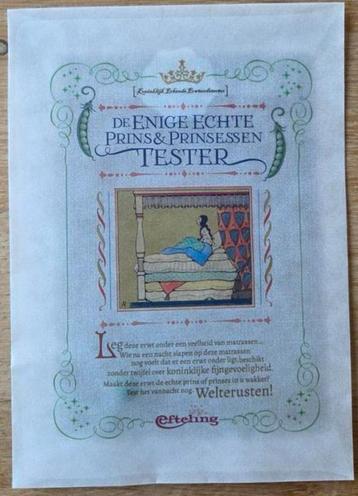 Koninklijk Erkende Erwtendienaren
DE ENIGE ECHTE
PRINS & PRINSESSEN
TESTER
Leg deze erwt onder een veelheid van matrassen...
Wie na een nacht slapen op deze matrassen
nog voelt dat er een erwt onder ligt, beschikt
zonder twijfel over koninklijke fijngevoeligheid.
Maakt deze erwt de echte prins of prinses in u wakker?
Test het vannacht nog. Welterusten!
Efteling